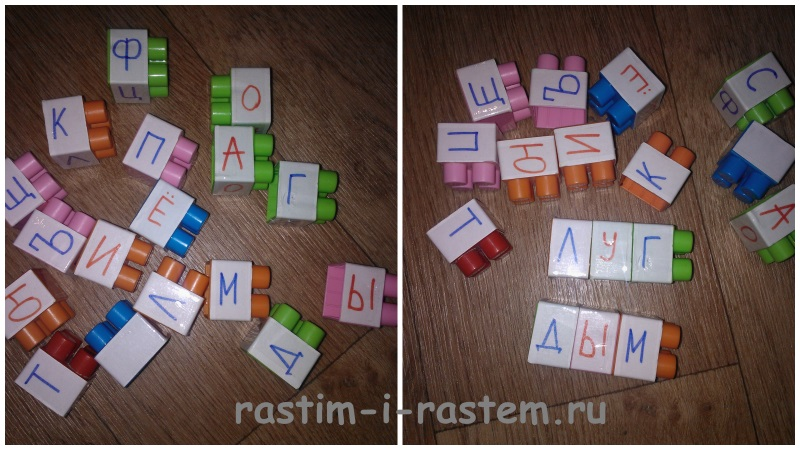 Ф
Ц
О
К
Л
П
А
О
Г
Щ
Ъ
Ё
И
Л
М
Ы
Ю
Т
Д
Щ
Ъ
Ё
С
Ф
П
Ю
И
К
А
О
Т
ЛУГ
ДЫМ
rastim-i-rastem.ru